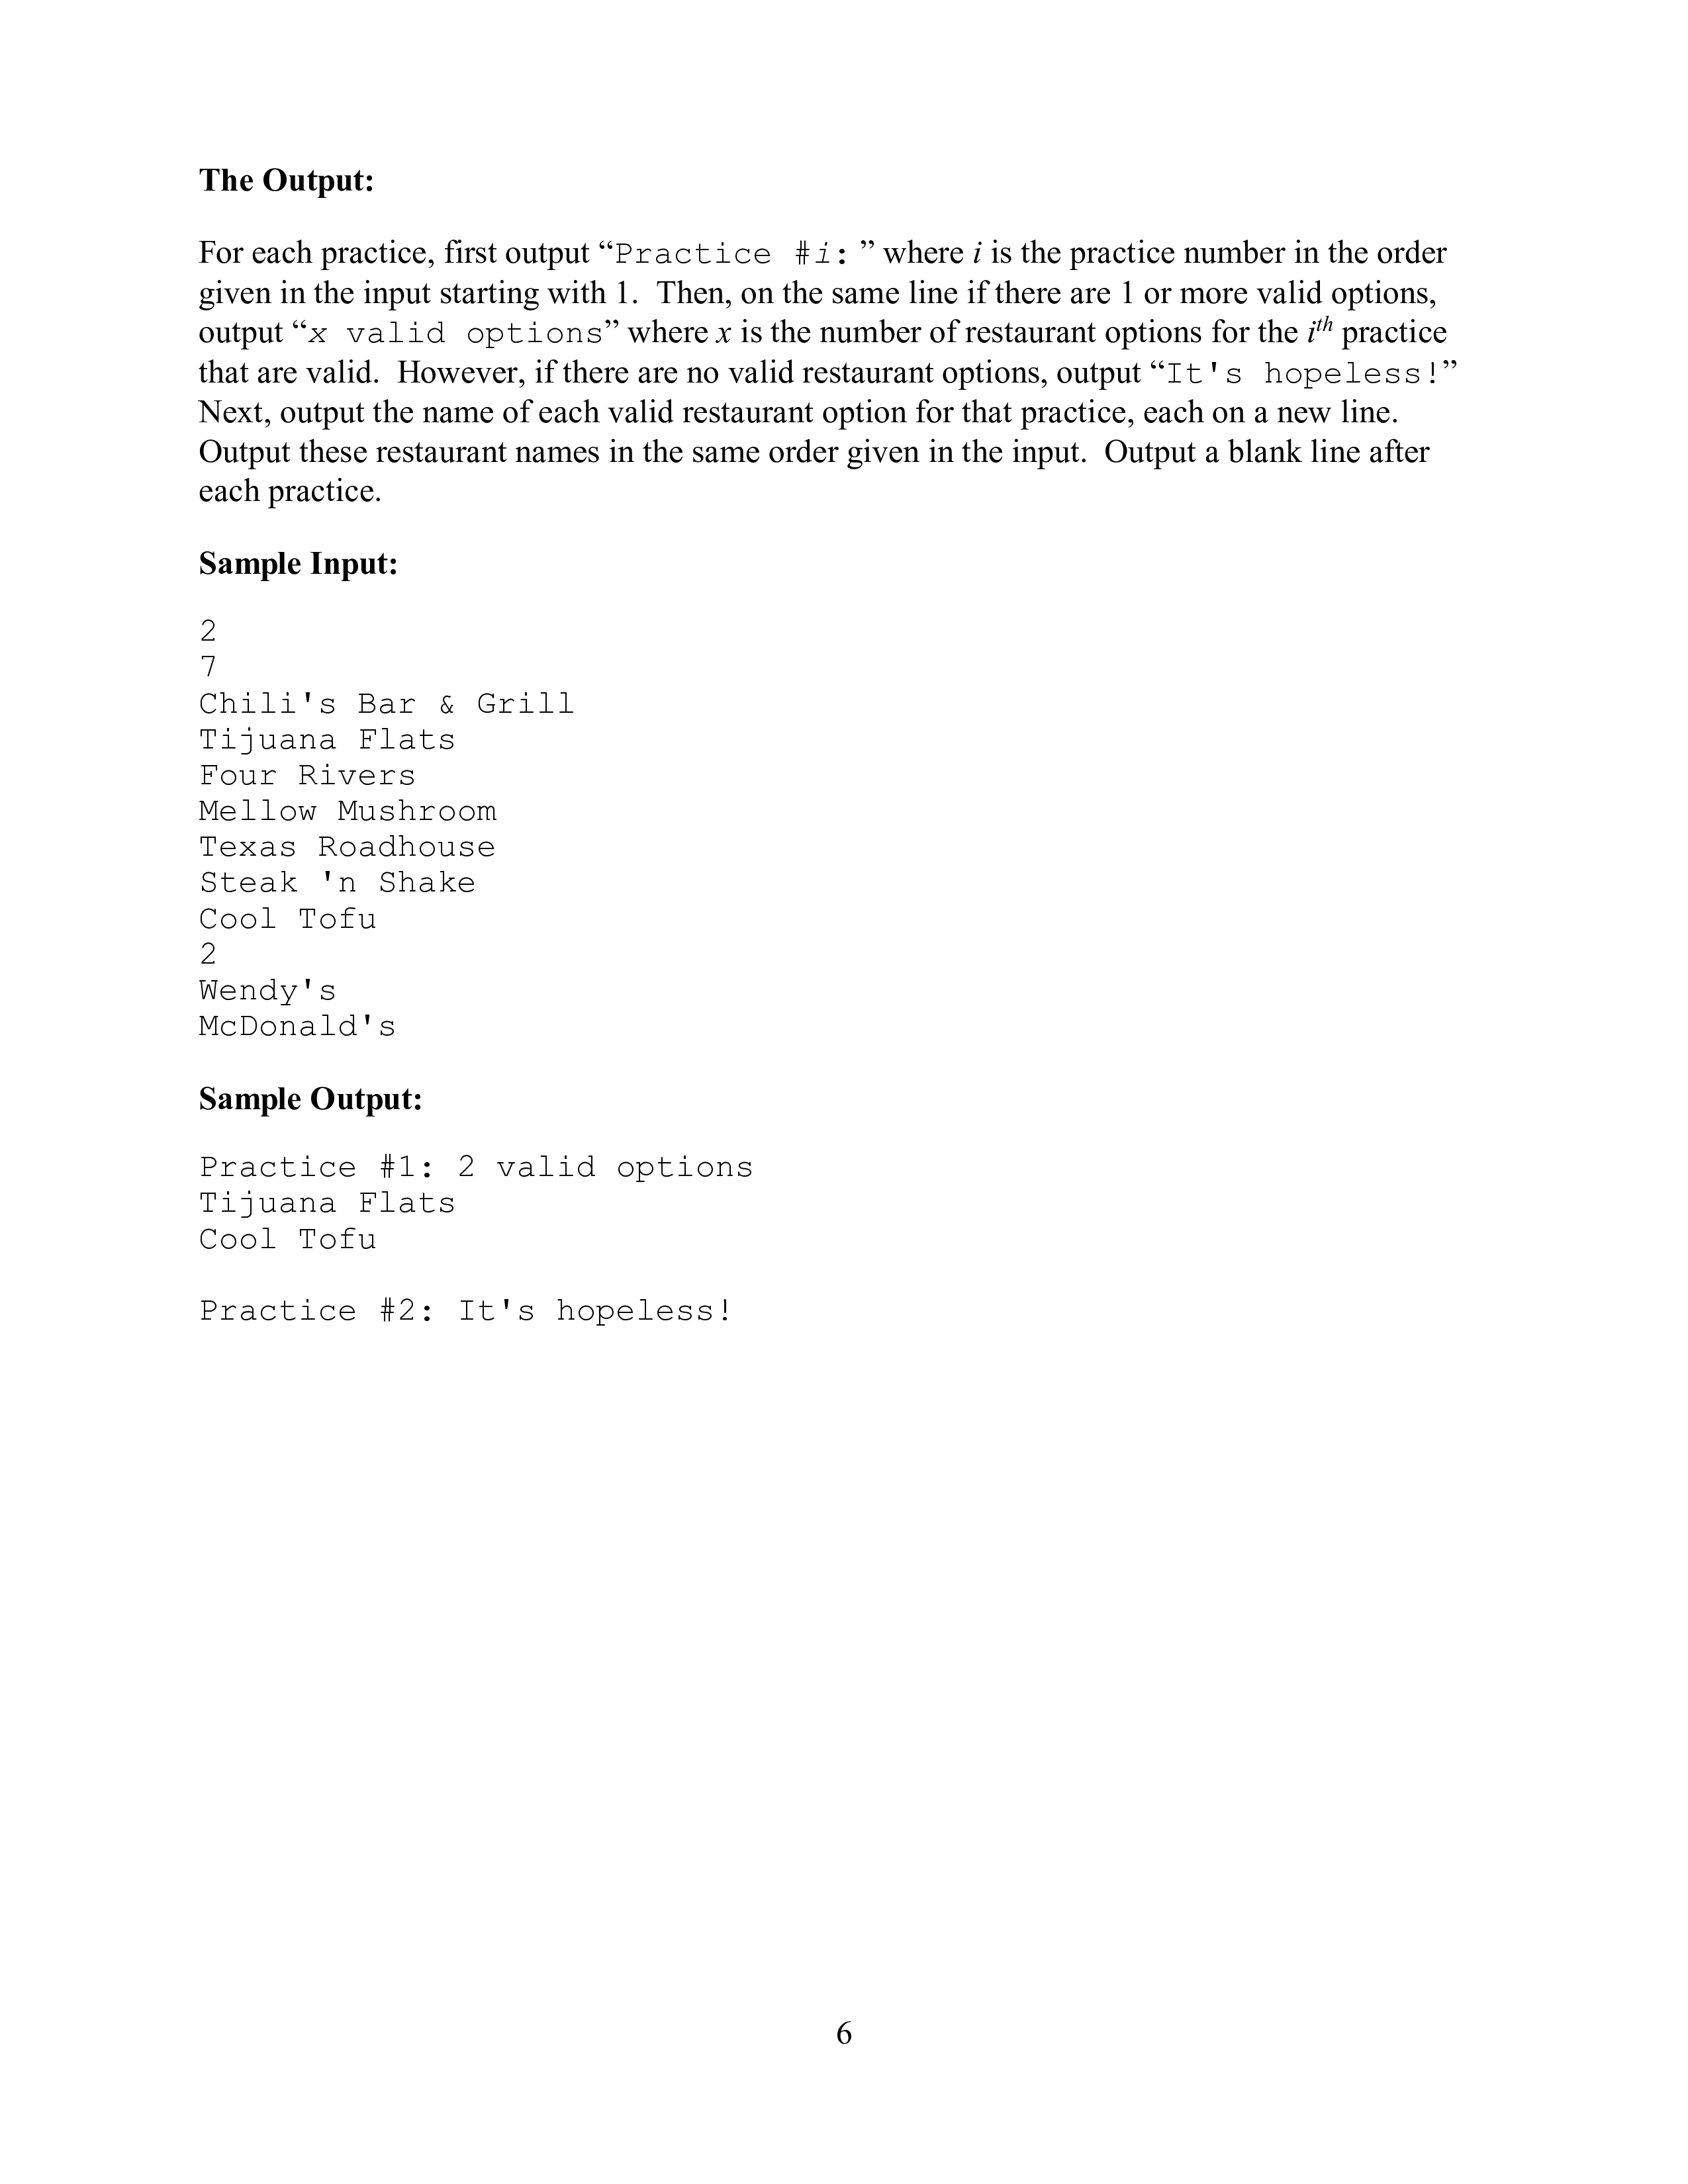 The Output:
For each practice, first output “Practice #i: ” where i is the practice number in the order
given in the input starting with 1.  Then, on the same line if there are 1 or more valid options,
output “x valid options” where x is the number of restaurant options for the ith practice
that are valid.  However, if there are no valid restaurant options, output “It's hopeless!”
Next, output the name of each valid restaurant option for that practice, each on a new line.
Output these restaurant names in the same order given in the input.  Output a blank line after
each practice.
Sample Input:
2
7
Chili's Bar & Grill
Tijuana Flats
Four Rivers
Mellow Mushroom
Texas Roadhouse
Steak 'n Shake
Cool Tofu
2
Wendy's
McDonald's
Sample Output:
Practice #1: 2 valid options
Tijuana Flats
Cool Tofu
Practice #2: It's hopeless!
6